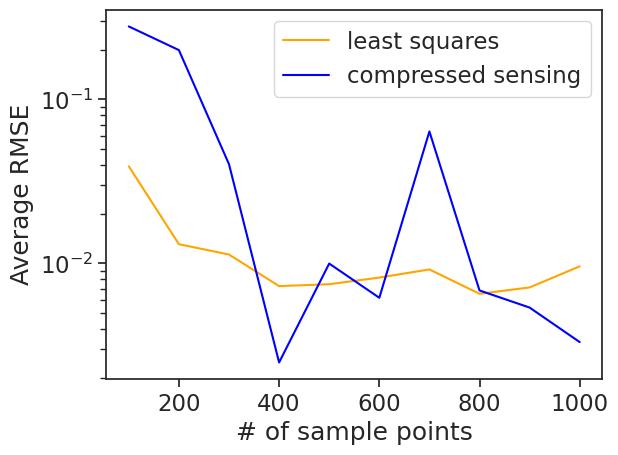 least squares
compressed sensing
10⁻¹
10⁻²
Average RMSE
200 400 600 800 1000
# of sample points